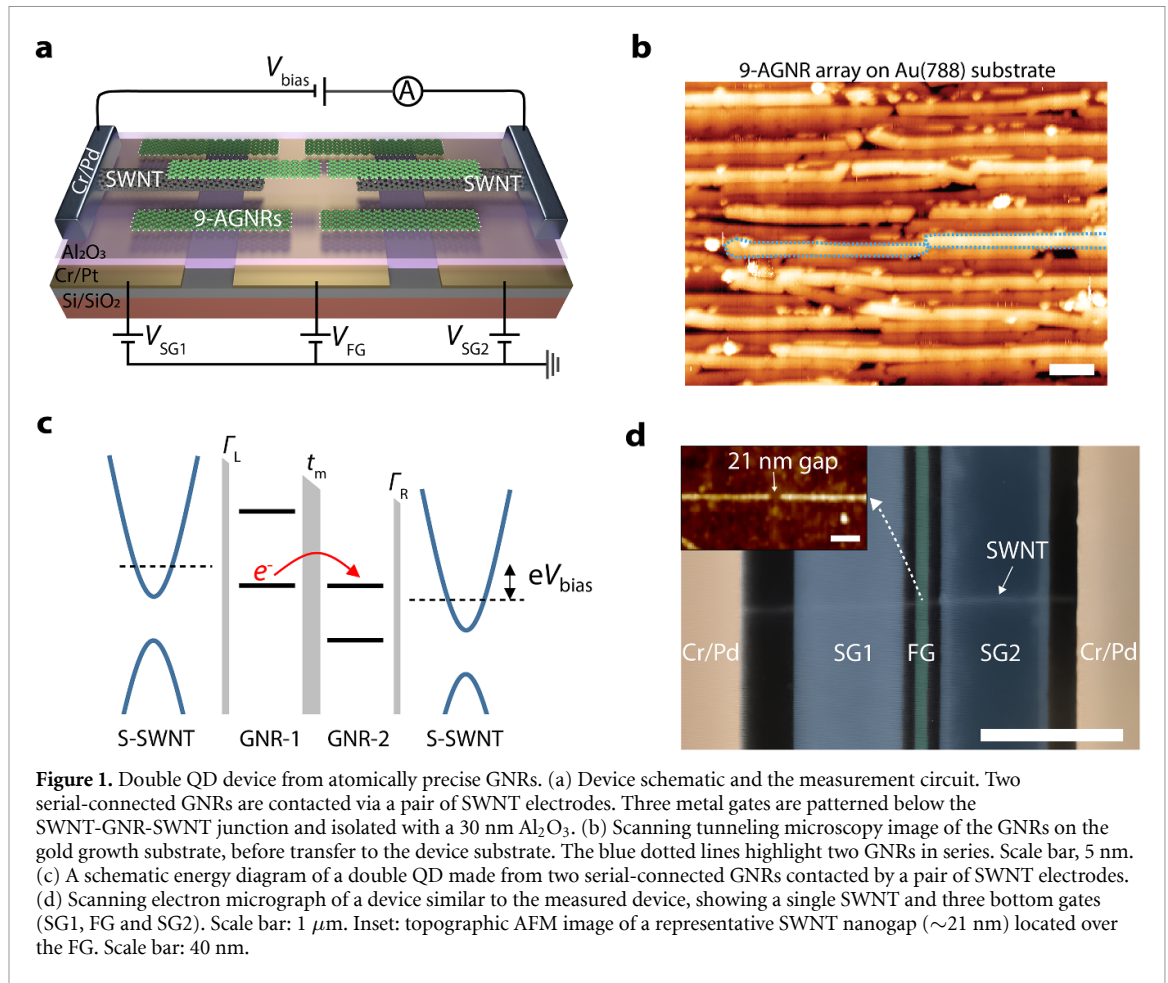 a
V_bias
A
Cr/Pd
SWNT
SWNT
9-AGNRs
Al₂O₃
Cr/Pt
Si/SiO₂
V_SG1
V_FG
V_SG2
b
9-AGNR array on Au(788) substrate
c
Γ_L
t_m
Γ_R
e⁻
eV_bias
S-SWNT
GNR-1
GNR-2
S-SWNT
d
21 nm gap
SWNT
Cr/Pd
SG1
FG
SG2
Cr/Pd
Figure 1. Double QD device from atomically precise GNRs. (a) Device schematic and the measurement circuit. Two
serial-connected GNRs are contacted via a pair of SWNT electrodes. Three metal gates are patterned below the
SWNT-GNR-SWNT junction and isolated with a 30 nm Al₂O₃. (b) Scanning tunneling microscopy image of the GNRs on the
gold growth substrate, before transfer to the device substrate. The blue dotted lines highlight two GNRs in series. Scale bar, 5 nm.
(c) A schematic energy diagram of a double QD made from two serial-connected GNRs contacted by a pair of SWNT electrodes.
(d) Scanning electron micrograph of a device similar to the measured device, showing a single SWNT and three bottom gates
(SG1, FG and SG2). Scale bar: 1 μm. Inset: topographic AFM image of a representative SWNT nanogap (∼21 nm) located over
the FG. Scale bar: 40 nm.